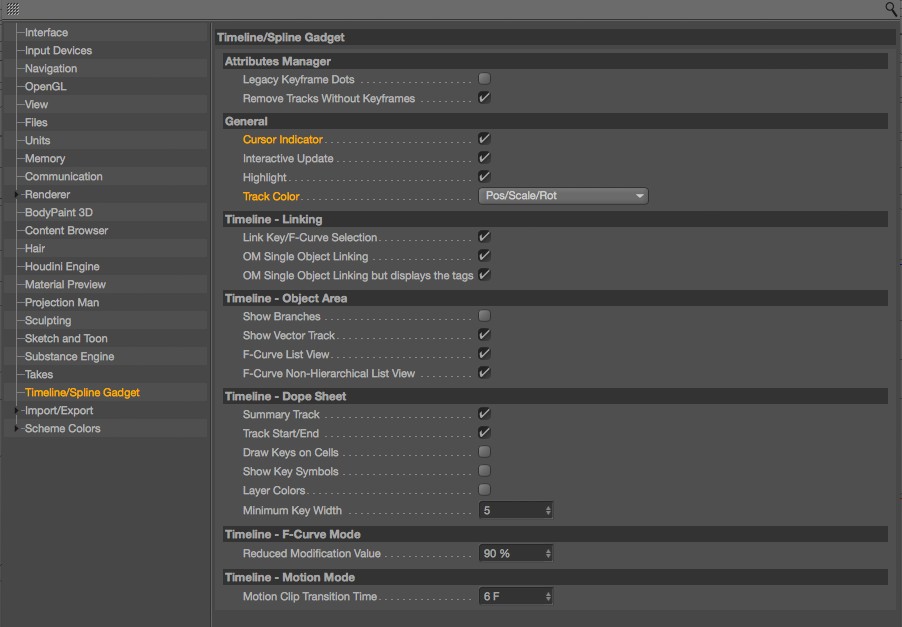 Interface
Input Devices
Navigation
OpenGL
View
Files
Units
Memory
Communication
Renderer
BodyPaint 3D
Content Browser
Hair
Houdini Engine
Material Preview
Projection Man
Sculpting
Sketch and Toon
Substance Engine
Takes
Timeline/Spline Gadget
Import/Export
Scheme Colors
Timeline/Spline Gadget
Attributes Manager
Legacy Keyframe Dots
Remove Tracks Without Keyframes
General
Cursor Indicator
Interactive Update
Highlight
Track Color Pos/Scale/Rot
Timeline - Linking
Link Key/F-Curve Selection
OM Single Object Linking
OM Single Object Linking but displays the tags
Timeline - Object Area
Show Branches
Show Vector Track
F-Curve List View
F-Curve Non-Hierarchical List View
Timeline - Dope Sheet
Summary Track
Track Start/End
Draw Keys on Cells
Show Key Symbols
Layer Colors
Minimum Key Width 5
Timeline - F-Curve Mode
Reduced Modification Value 90 %
Timeline - Motion Mode
Motion Clip Transition Time 6 F